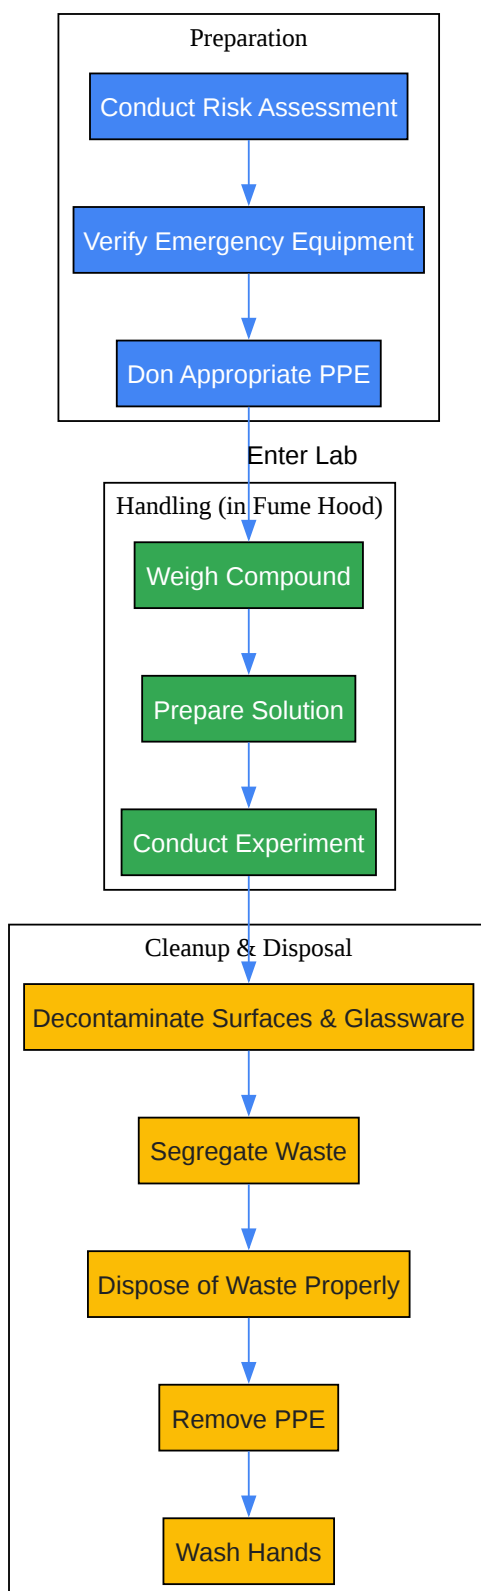 Preparation
Conduct Risk Assessment
Verify Emergency Equipment
Don Appropriate PPE
Enter Lab
Handling (in Fume Hood)
Weigh Compound
Prepare Solution
Conduct Experiment
Cleanup & Disposal
Decontaminate Surfaces & Glassware
Segregate Waste
Dispose of Waste Properly
Remove PPE
Wash Hands